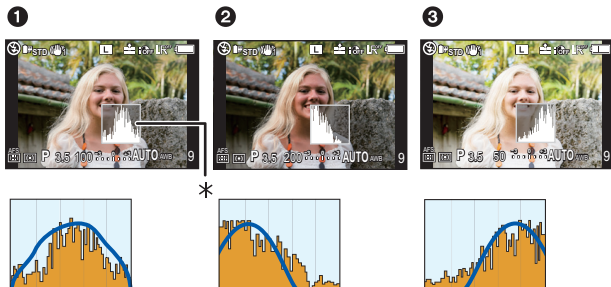 1 2 3
STD L OFF
STD L OFF
STD L OFF
AFS P 3.5 100 AUTO AWB 9
AFS P 3.5 200 AUTO AWB 9
AFS P 3.5 50 AUTO AWB 9
*